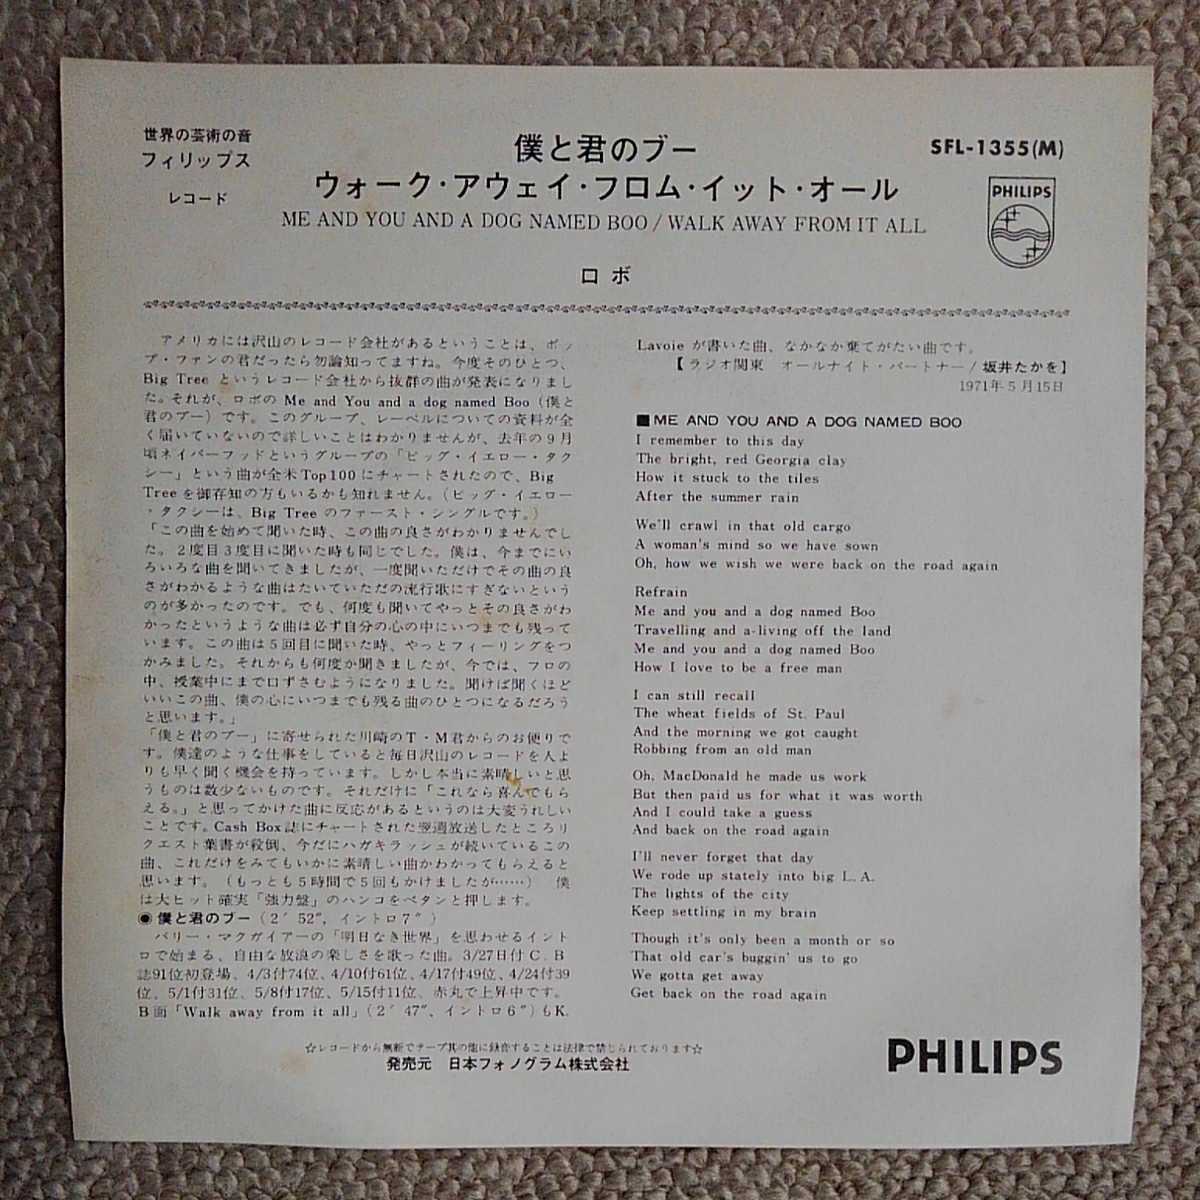 世界の芸術の音
フィリップス
レコード
僕と君のブー
ウォーク・アウェイ・フロム・イット・オール
ME AND YOU AND A DOG NAMED BOO / WALK AWAY FROM IT ALL
ロボ
SFL-1355(M)
PHILIPS
アメリカには沢山のレコード会社があるということは、ポッ
プ・ファンの君だったら勿論知ってますね。今度そのひとつ、
Big Tree というレコード会社から抜群の曲が発表になりまし
た。それが、ロボの Me and You and a dog named Boo (僕と
君のブー) です。このグループ、レーベルについての資料が全
く届いていないので詳しいことはわかりませんが、去年の9月
頃ネイバーフッドというグループの「ビッグ・イエロー・タク
シー」という曲が全米Top100にチャートされたので、Big
Treeを御存知の方もいるかも知れません。(ビッグ・イエロー
・タクシーは、Big Tree のファースト・シングルです。)
「この曲を始めて聞いた時、この曲の良さがわかりませんでし
た。2度目3度目に聞いた時も同じでした。僕は、今までにい
ろいろな曲を聞いてきましたが、一度聞いただけでその曲の良
さがわかるような曲はたいていただの流行歌にすぎないという
のが多かったのです。でも、何度も聞いてやっとその良さがわ
かったというような曲は必ず自分の心の中にいつまでも残って
います。この曲は5回目に聞いた時、やっとフィーリングをつ
かみました。それからも何度か聞きましたが、今では、フロの
中、授業中にまで口ずさむようになりました。聞けば聞くほど
いいこの曲、僕の心にいつまでも残る曲のひとつになるだろう
と思います。」
「僕と君のブー」に寄せられた川崎のT・M君からのお便りで
す。僕達のような仕事をしていると毎日沢山のレコードを人よ
りも早く聞く機会を持っています。しかし本当に素晴しいと思
うものは数少ないものです。それだけに「これなら喜んでもら
える。」と思ってかけた曲に反応があるというのは大変うれしい
ことです。Cash Box誌にチャートされた翌週放送したところリ
クエスト葉書が殺倒、今だにハガキラッシュが続いているこの
曲、これだけをみてもいかに素晴しい曲かわかってもらえると
思います。(もっとも5時間で5回もかけましたが……) 僕
は大ヒット確実「強力盤」のハンコをペタンと押します。
◉僕と君のブー (2′52″, イントロ7″)
バリー・マクガイアーの「明日なき世界」を思わせるイント
ロで始まる、自由な放浪の楽しさを歌った曲。3/27日付C.B
誌91位初登場、4/3付74位、4/10付61位、4/17付49位、4/24付39
位、5/1付31位、5/8付17位、5/15付11位、赤丸で上昇中です。
B面「Walk away from it all」(2′47″、イントロ6″)もK.
Lavoie が書いた曲、なかなか棄てがたい曲です。
【ラジオ関東 オールナイト・パートナー/坂井たかを】
1971年5月15日
■ME AND YOU AND A DOG NAMED BOO
I remember to this day
The bright, red Georgia clay
How it stuck to the tiles
After the summer rain
We'll crawl in that old cargo
A woman's mind so we have sown
Oh, how we wish we were back on the road again
Refrain
Me and you and a dog named Boo
Travelling and a-living off the land
Me and you and a dog named Boo
How I love to be a free man
I can still recall
The wheat fields of St. Paul
And the morning we got caught
Robbing from an old man
Oh, MacDonald he made us work
But then paid us for what it was worth
And I could take a guess
And back on the road again
I'll never forget that day
We rode up stately into big L.A.
The lights of the city
Keep settling in my brain
Though it's only been a month or so
That old car's buggin' us to go
We gotta get away
Get back on the road again
☆レコードから無断でテープ其の他に録音することは法律で禁じられております☆
発売元 日本フォノグラム株式会社
PHILIPS